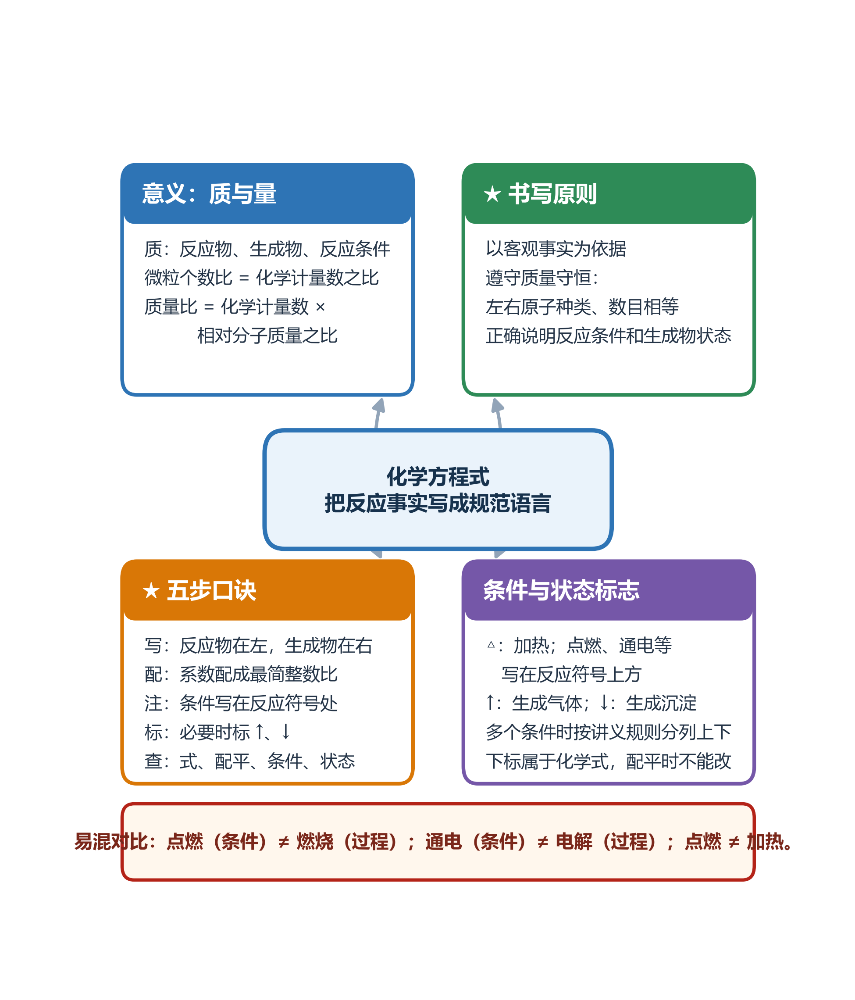 意义：质与量
质：反应物、生成物、反应条件
微粒个数比 = 化学计量数之比
质量比 = 化学计量数 ×
相对分子质量之比
★ 书写原则
以客观事实为依据
遵守质量守恒：
左右原子种类、数目相等
正确说明反应条件和生成物状态
化学方程式
把反应事实写成规范语言
★ 五步口诀
写：反应物在左，生成物在右
配：系数配成最简整数比
注：条件写在反应符号处
标：必要时标 ↑、↓
查：式、配平、条件、状态
条件与状态标志
△：加热；点燃、通电等
写在反应符号上方
↑：生成气体；↓：生成沉淀
多个条件时按讲义规则分列上下
下标属于化学式，配平时不能改
易混对比：点燃（条件）≠ 燃烧（过程）；通电（条件）≠ 电解（过程）；点燃 ≠ 加热。